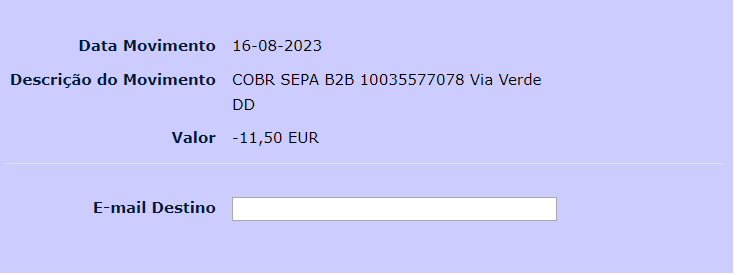 Data Movimento 16-08-2023
Descrição do Movimento COBR SEPA B2B 10035577078 Via Verde
DD
Valor -11,50 EUR
E-mail Destino